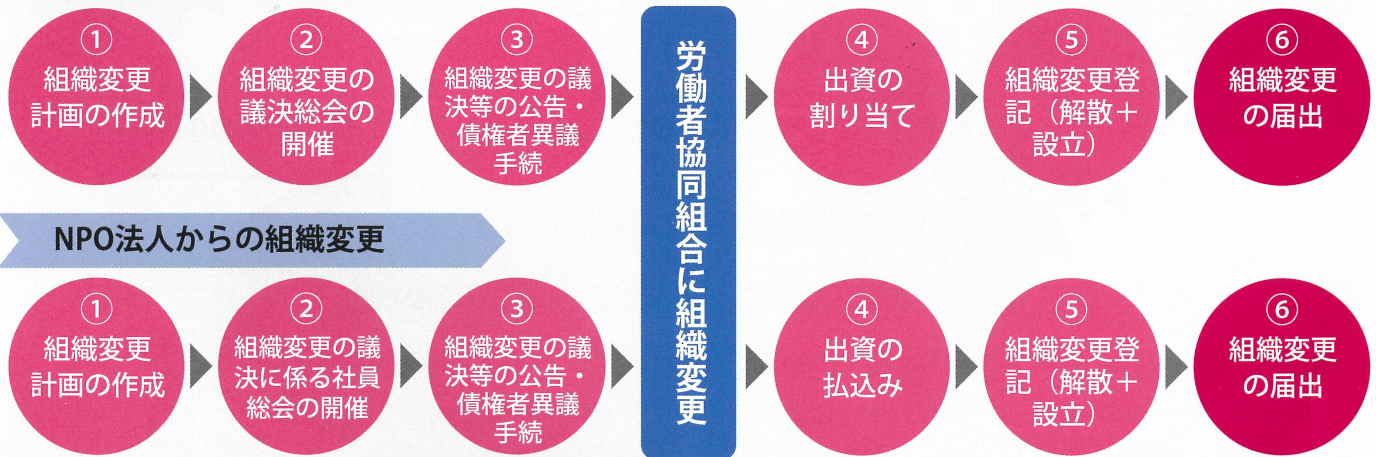 ①
組織変更
計画の作成
②
組織変更の
議決総会の
開催
③
組織変更の議
決等の公告・
債権者異議
手続
労働者協同組合に組織変更
④
出資の
割り当て
⑤
組織変更登
記（解散＋
設立）
⑥
組織変更
の届出
NPO法人からの組織変更
①
組織変更
計画の作成
②
組織変更の議
決に係る社員
総会の開催
③
組織変更の議
決等の公告・
債権者異議
手続
④
出資の
払込み
⑤
組織変更登
記（解散＋
設立）
⑥
組織変更
の届出